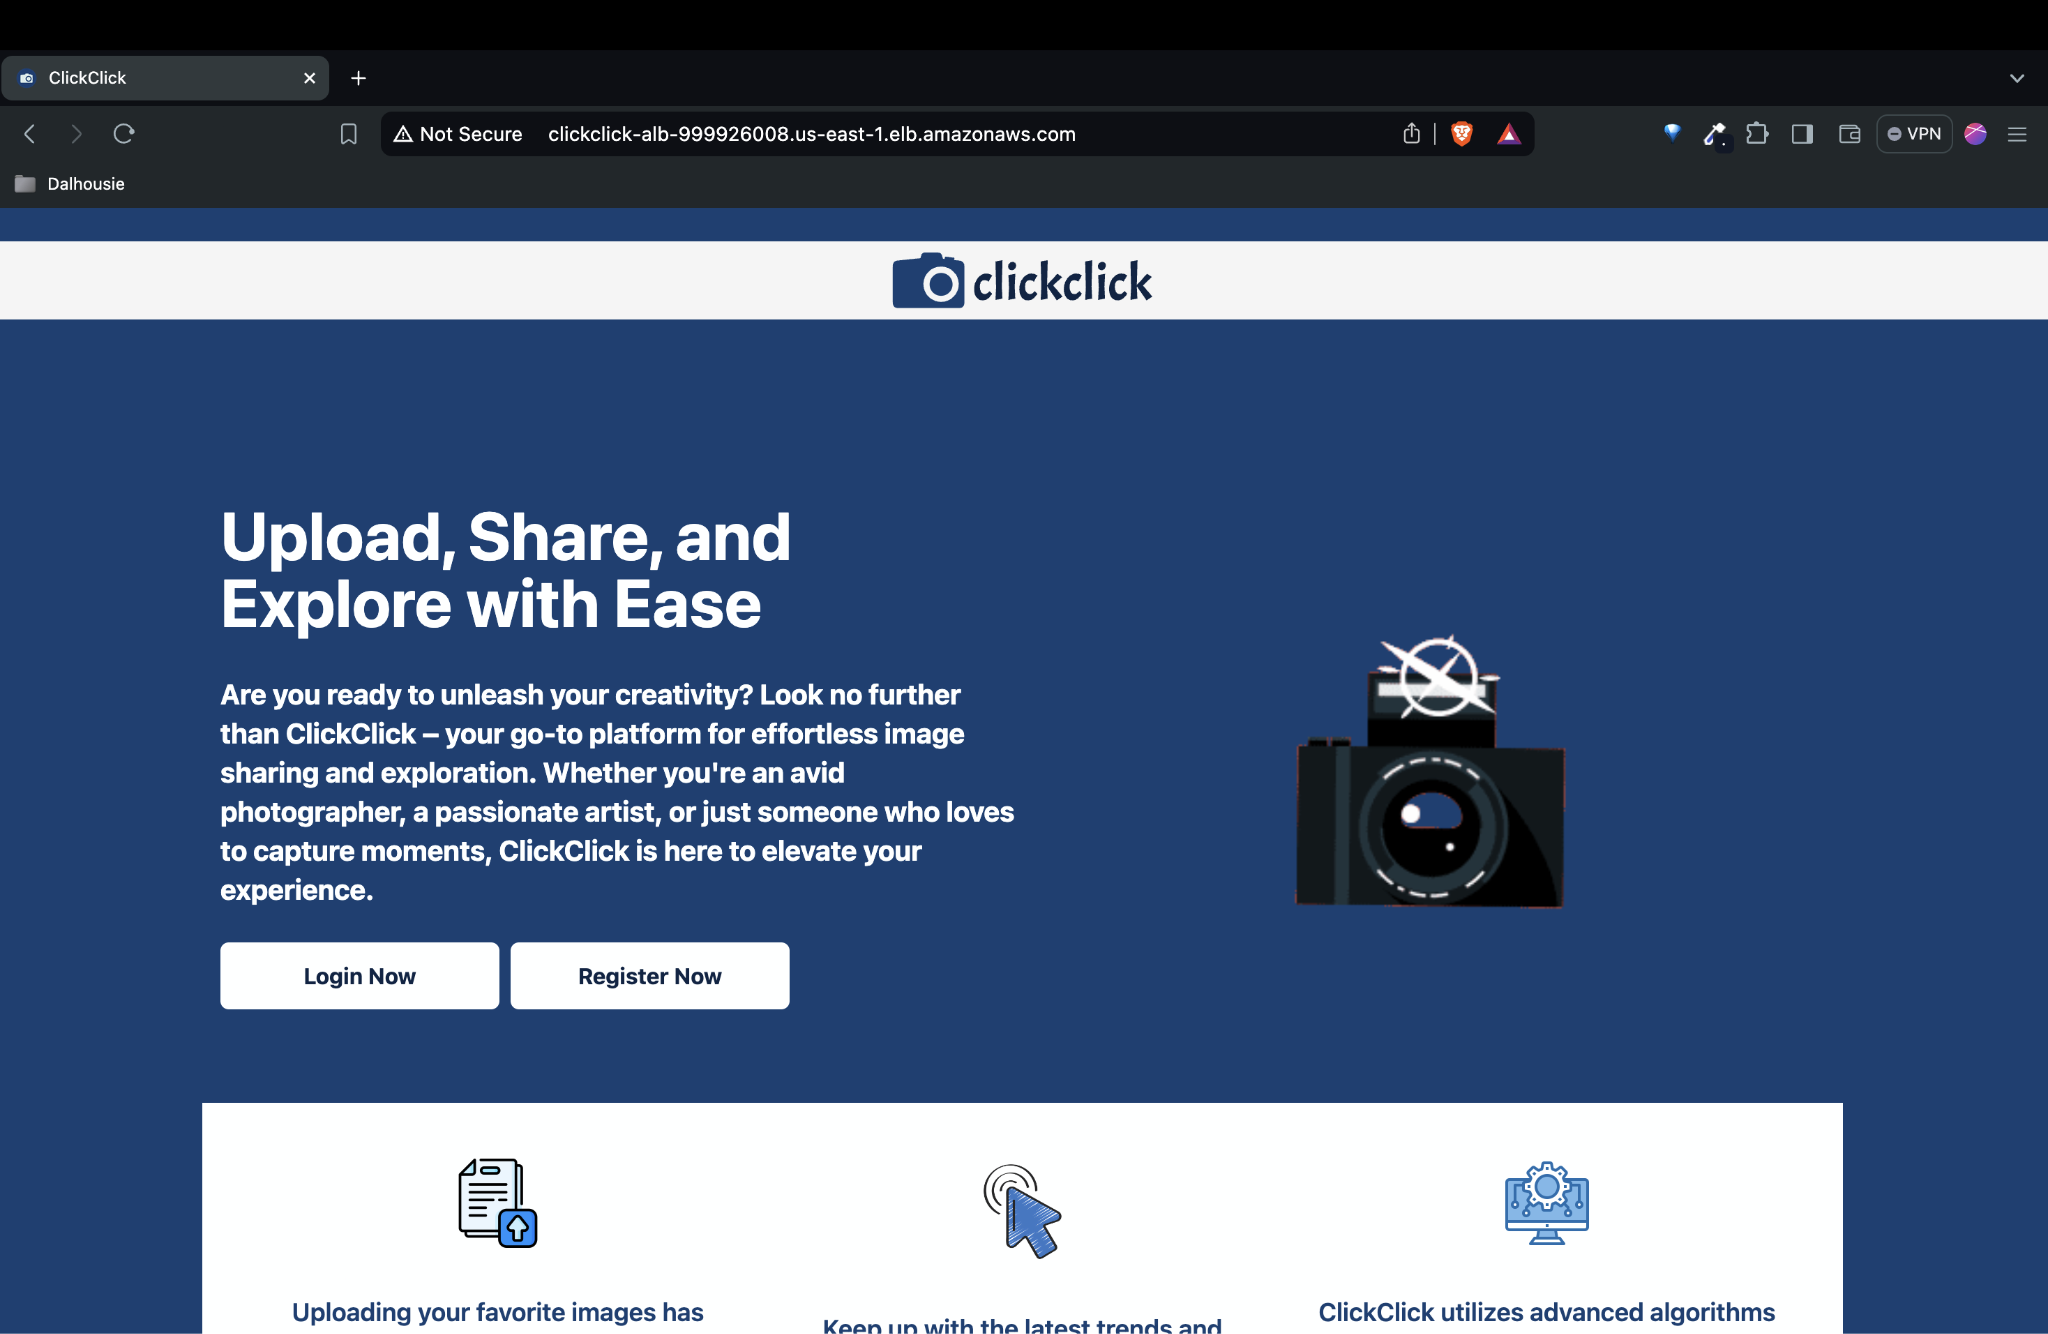 ClickClick
Not Secure clickclick-alb-999926008.us-east-1.elb.amazonaws.com
VPN
Dalhousie
clickclick
Upload, Share, and
Explore with Ease
Are you ready to unleash your creativity? Look no further
than ClickClick – your go-to platform for effortless image
sharing and exploration. Whether you're an avid
photographer, a passionate artist, or just someone who loves
to capture moments, ClickClick is here to elevate your
experience.
Login Now
Register Now
Uploading your favorite images has
Keep up with the latest trends and
ClickClick utilizes advanced algorithms